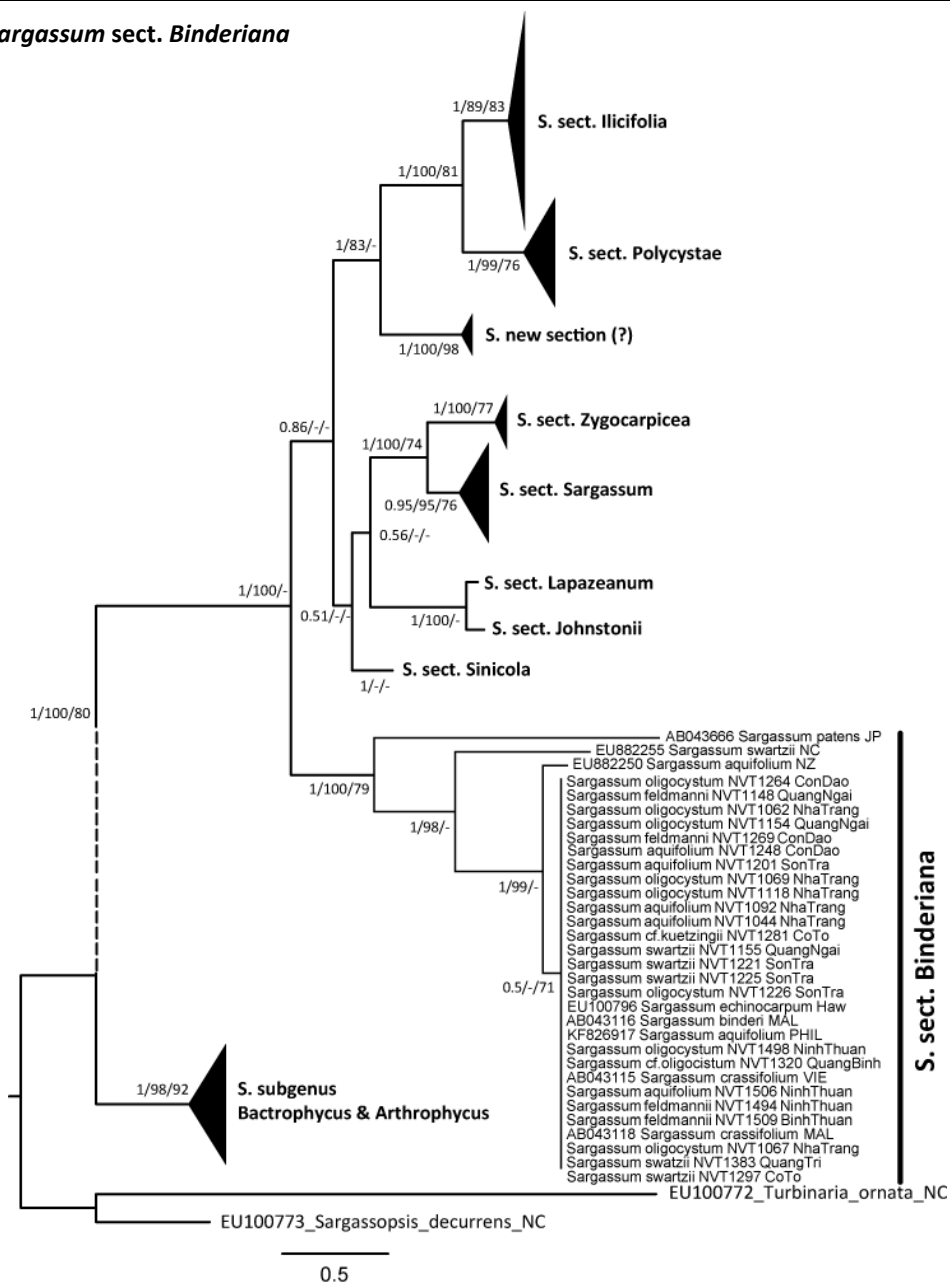 argassum sect. Binderiana
1/89/83
S. sect. Ilicifolia
1/100/81
1/83/-
S. sect. Polycystae
1/99/76
S. new section (?)
1/100/98
1/100/77
S. sect. Zygocarpicea
0.86/-/-
1/100/74
S. sect. Sargassum
0.95/95/76
0.56/-/-
S. sect. Lapazeanum
1/100/-
0.51/-/-
1/100/-
S. sect. Johnstonii
S. sect. Sinicola
1/-/-
1/100/80
AB043666 Sargassum patens JP
EU882255 Sargassum swartzii NC
EU882250 Sargassum aquifolium NZ
1/100/79
Sargassum oligocystum NVT1264 ConDao
Sargassum feldmanni NVT1148 QuangNgai
Sargassum oligocystum NVT1062 NhaTrang
Sargassum oligocystum NVT1154 QuangNgai
1/98/-
Sargassum feldmanni NVT1269 ConDao
Sargassum aquifolium NVT1248 ConDao
Sargassum aquifolium NVT1201 SonTra
Sargassum oligocystum NVT1069 NhaTrang
1/99/-
Sargassum oligocystum NVT1118 NhaTrang
Sargassum aquifolium NVT1092 NhaTrang
Sargassum aquifolium NVT1044 NhaTrang
Sargassum cf.kuetzingii NVT1281 CoTo
Sargassum swartzii NVT1155 QuangNgai
Sargassum swartzii NVT1221 SonTra
Sargassum swartzii NVT1225 SonTra
0.5/-/71
Sargassum oligocystum NVT1226 SonTra
EU100796 Sargassum echinocarpum Haw
AB043116 Sargassum binderi MAL
KF826917 Sargassum aquifolium PHIL
Sargassum oligocystum NVT1498 NinhThuan
Sargassum cf.oligocistum NVT1320 QuangBinh
AB043115 Sargassum crassifolium VIE
Sargassum aquifolium NVT1506 NinhThuan
Sargassum feldmannii NVT1494 NinhThuan
Sargassum feldmannii NVT1509 BinhThuan
AB043118 Sargassum crassifolium MAL
Sargassum oligocystum NVT1067 NhaTrang
Sargassum swatzii NVT1383 QuangTri
Sargassum swartzii NVT1297 CoTo
S. sect. Binderiana
1/98/92
S. subgenus
Bactrophycus & Arthrophycus
EU100772_Turbinaria_ornata_NC
EU100773_Sargassopsis_decurrens_NC
0.5